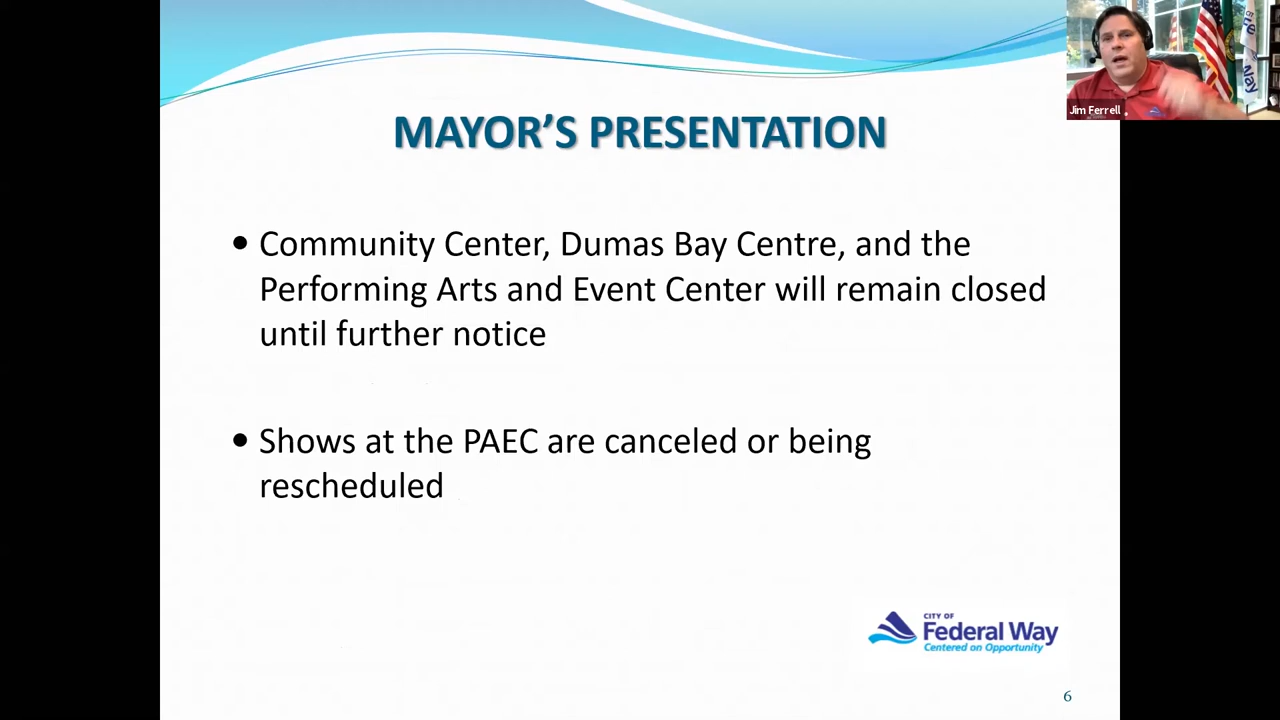 Jim Ferrell
MAYOR'S PRESENTATION
• Community Center, Dumas Bay Centre, and the
Performing Arts and Event Center will remain closed
until further notice
• Shows at the PAEC are canceled or being
rescheduled
CITY OF
Federal Way
Centered on Opportunity
6